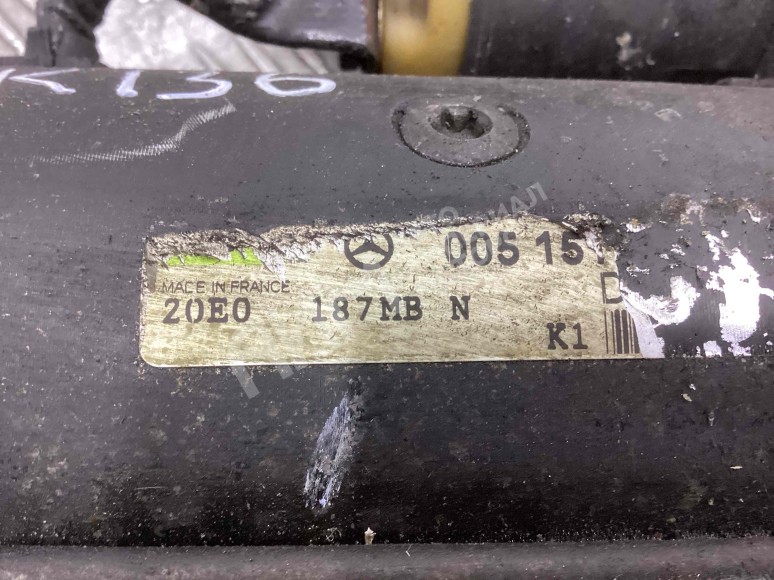 K136
005 15
D
MADE IN FRANCE
20E0 187MB N
K1